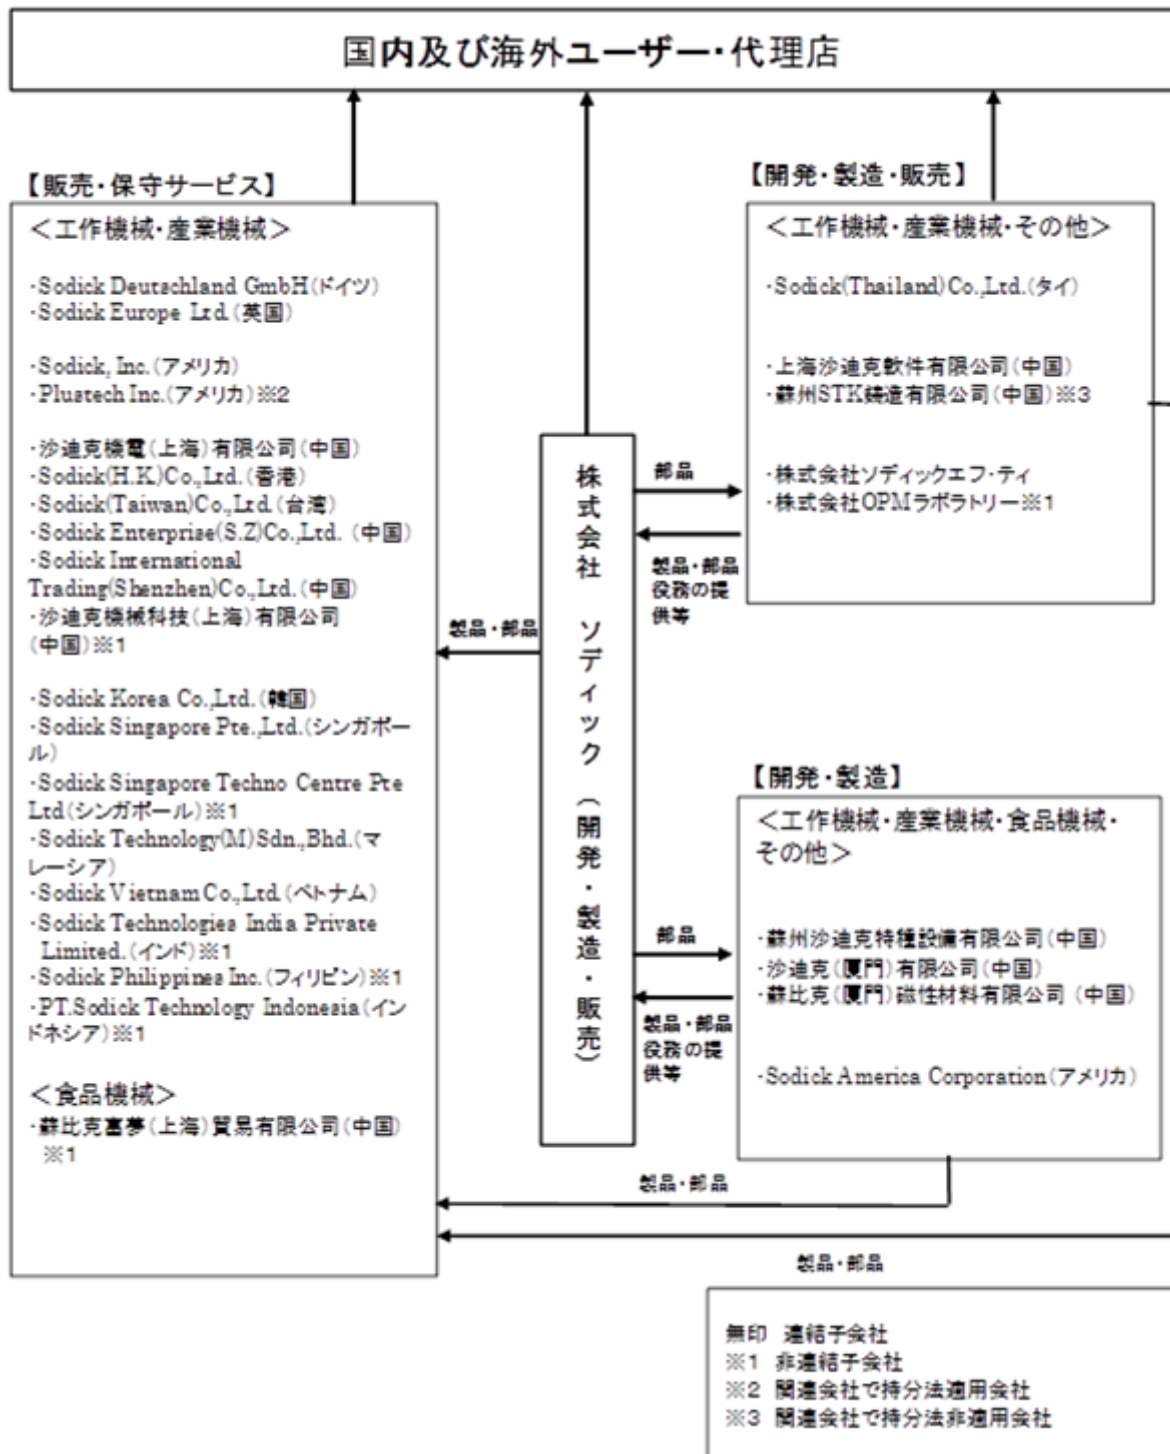 国内及び海外ユーザー・代理店
【販売・保守サービス】
＜工作機械・産業機械＞
・Sodick Deutschland GmbH(ドイツ)
・Sodick Europe Ltd.(英国)
・Sodick, Inc.(アメリカ)
・Plustech Inc.(アメリカ)※2
・沙迪克機電(上海)有限公司(中国)
・Sodick(H.K)Co.,Ltd.(香港)
・Sodick(Taiwan)Co.,Ltd.(台湾)
・Sodick Enterprise(S.Z)Co.,Ltd. (中国)
・Sodick International
Trading(Shenzhen)Co.,Ltd.(中国)
・沙迪克機械科技(上海)有限公司
(中国)※1
・Sodick Korea Co.,Ltd.(韓国)
・Sodick Singapore Pte.,Ltd.(シンガポー
ル)
・Sodick Singapore Techno Centre Pte
Ltd(シンガポール)※1
・Sodick Technology(M)Sdn.,Bhd.(マ
レーシア)
・Sodick Vietnam Co.,Ltd.(ベトナム)
・Sodick Technologies India Private
Limited.(インド)※1
・Sodick Philippines Inc.(フィリピン)※1
・PT.Sodick Technology Indonesia(イン
ドネシア)※1
＜食品機械＞
・蘇比克富夢(上海)貿易有限公司(中国)
※1
製品・部品
株式会社 ソディック (開発・製造・販売)
部品
製品・部品
役務の提
供等
【開発・製造・販売】
＜工作機械・産業機械・その他＞
・Sodick(Thailand)Co.,Ltd.(タイ)
・上海沙迪克軟件有限公司(中国)
・蘇州STK鋳造有限公司(中国)※3
・株式会社ソディックエフ・ティ
・株式会社OPMラボラトリー※1
部品
製品・部品
役務の提
供等
【開発・製造】
＜工作機械・産業機械・食品機械・
その他＞
・蘇州沙迪克特種設備有限公司(中国)
・沙迪克(厦門)有限公司(中国)
・蘇比克(厦門)磁性材料有限公司 (中国)
・Sodick America Corporation(アメリカ)
製品・部品
製品・部品
無印 連結子会社
※1 非連結子会社
※2 関連会社で持分法適用会社
※3 関連会社で持分法非適用会社